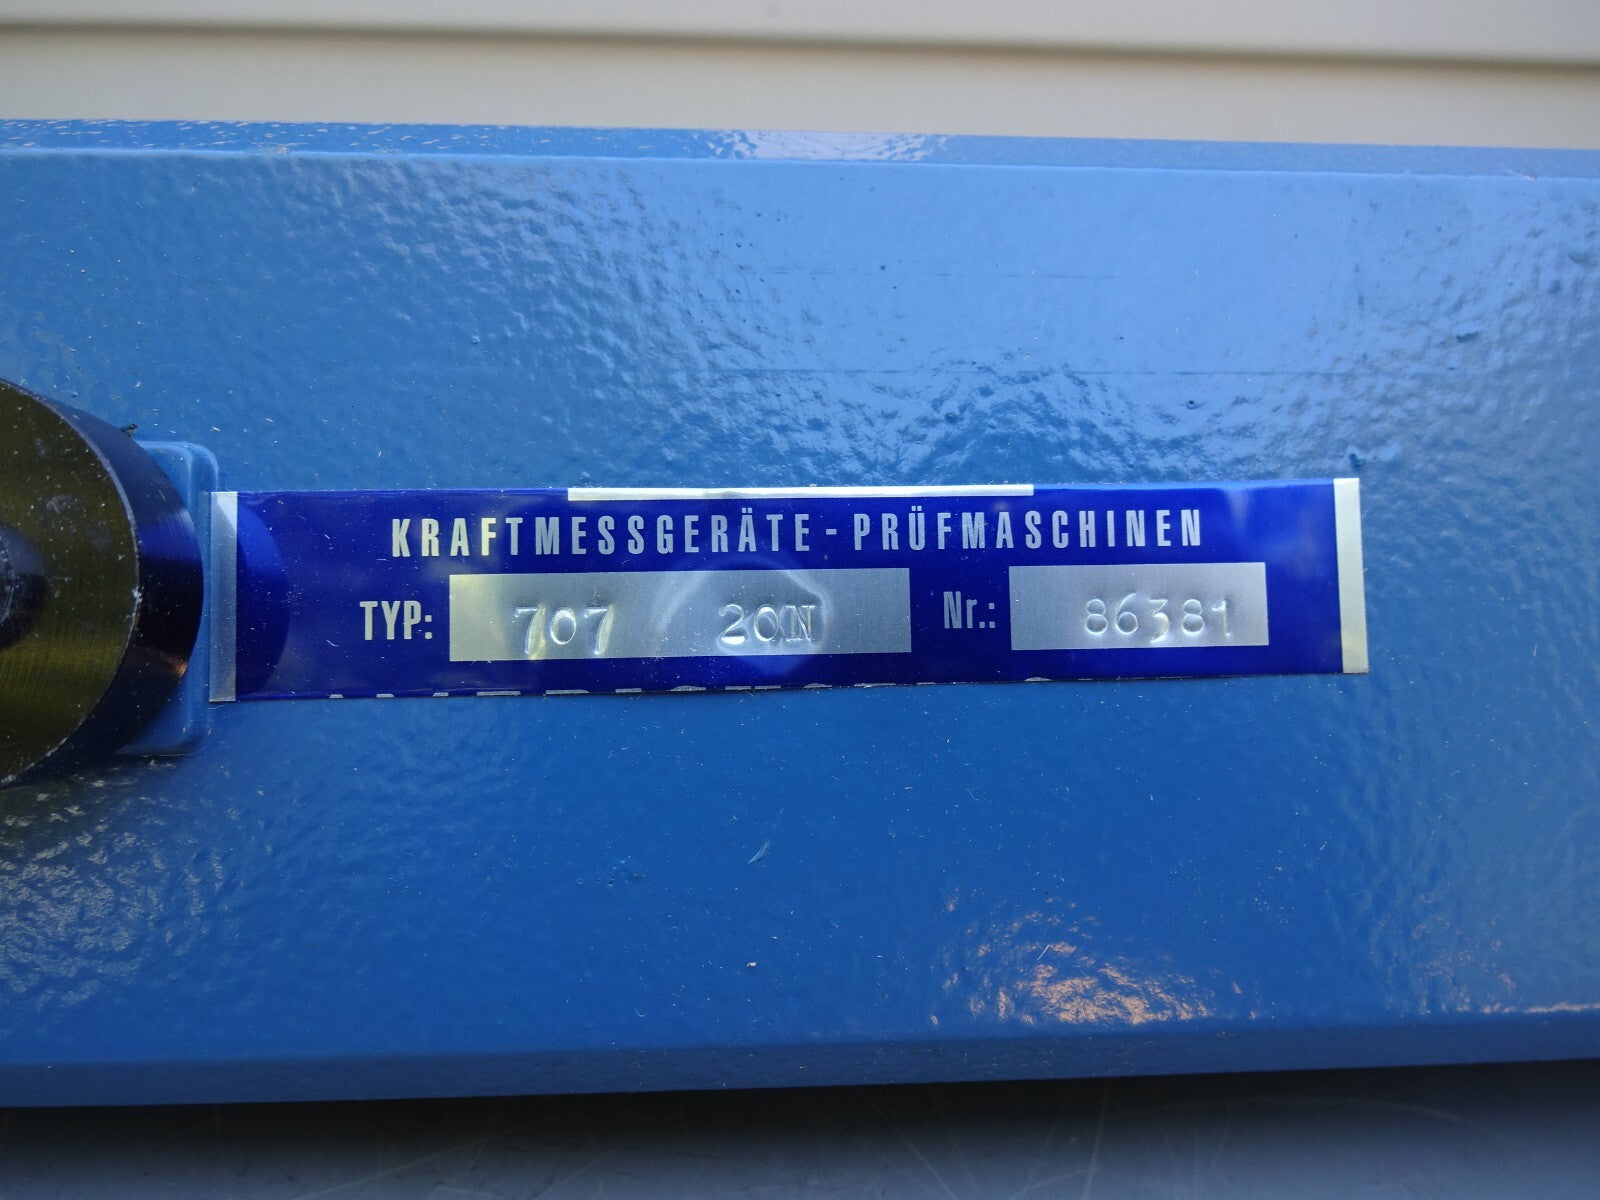 KRAFTMESSGERÄTE - PRÜFMASCHINEN
TYP: 707 20N Nr.: 86381